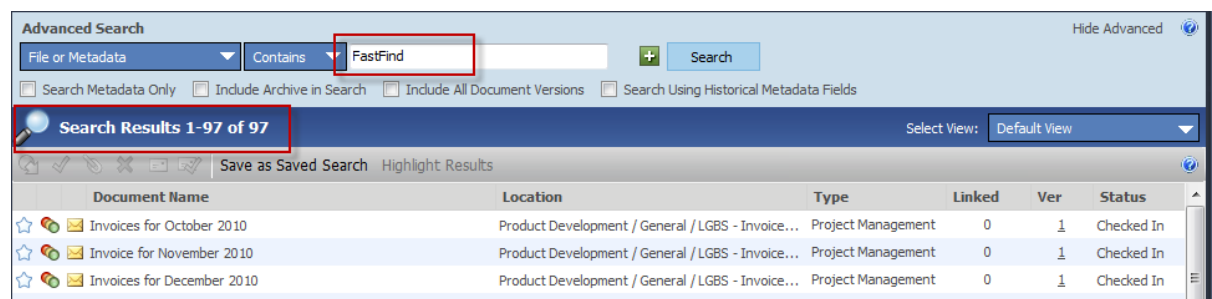 Advanced Search Hide Advanced
File or Metadata Contains FastFind Search
Search Metadata Only Include Archive in Search Include All Document Versions Search Using Historical Metadata Fields
Search Results 1-97 of 97 Select View: Default View
Save as Saved Search Highlight Results
Document Name Location Type Linked Ver Status
Invoices for October 2010 Product Development / General / LGBS - Invoice... Project Management 0 1 Checked In
Invoice for November 2010 Product Development / General / LGBS - Invoice... Project Management 0 1 Checked In
Invoices for December 2010 Product Development / General / LGBS - Invoice... Project Management 0 1 Checked In